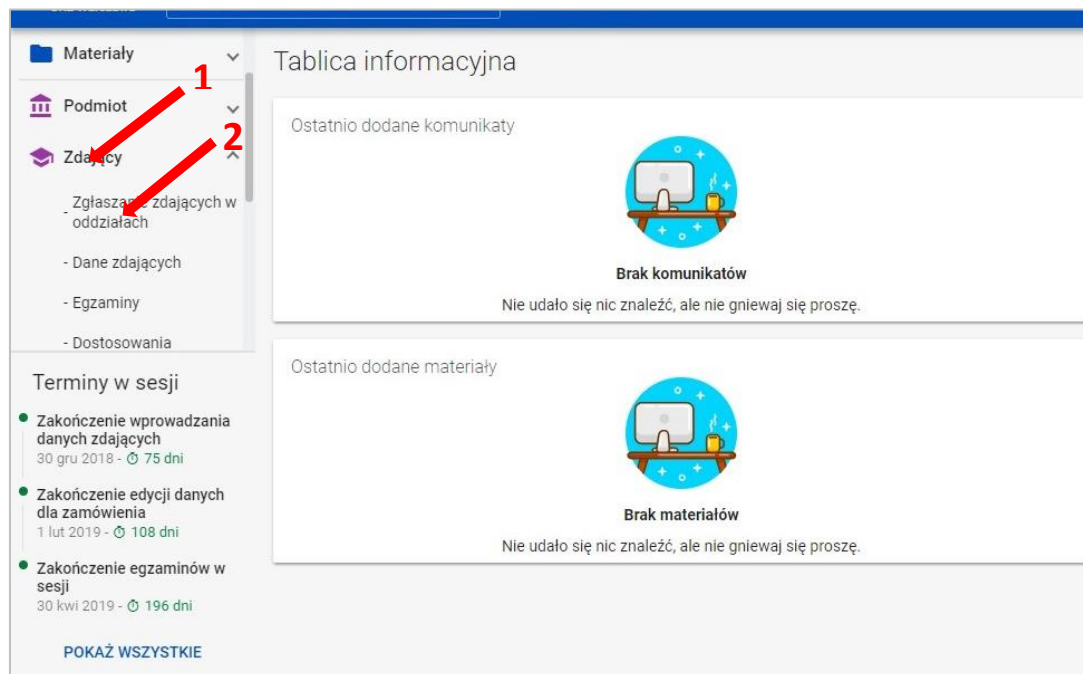 Materiały
1
Podmiot
2
Zdający
- Zgłaszanie zdających w
oddziałach
- Dane zdających
- Egzaminy
- Dostosowania
Terminy w sesji
Zakończenie wprowadzania
danych zdających
30 gru 2018 - 75 dni
Zakończenie edycji danych
dla zamówienia
1 lut 2019 - 108 dni
Zakończenie egzaminów w
sesji
30 kwi 2019 - 196 dni
POKAŻ WSZYSTKIE
Tablica informacyjna
Ostatnio dodane komunikaty
Brak komunikatów
Nie udało się nic znaleźć, ale nie gniewaj się proszę.
Ostatnio dodane materiały
Brak materiałów
Nie udało się nic znaleźć, ale nie gniewaj się proszę.